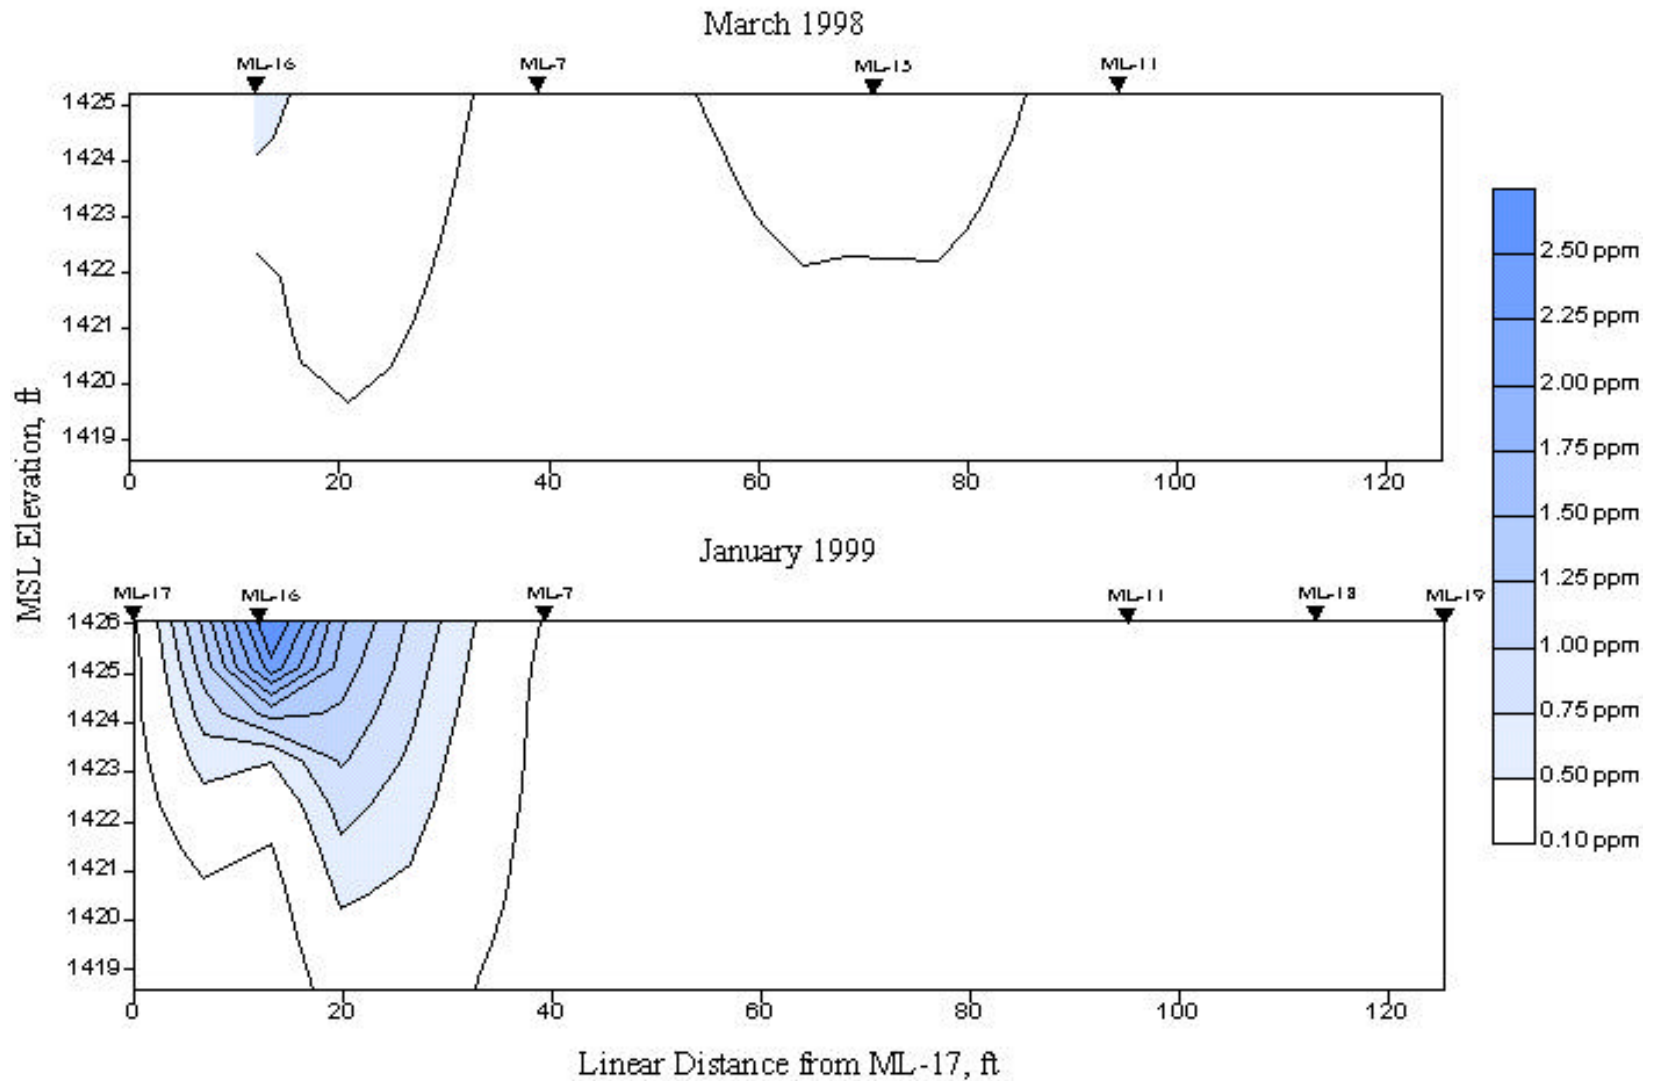 March 1998
ML-16 ML-7 ML-15 ML-11
1425
1424
1423
1422
1421
1420
1419
0 20 40 60 80 100 120
MSL Elevation, ft
2.50 ppm
2.25 ppm
2.00 ppm
1.75 ppm
1.50 ppm
1.25 ppm
1.00 ppm
0.75 ppm
0.50 ppm
0.10 ppm
January 1999
ML-17 ML-16 ML-7 ML-11 ML-18 ML-19
1426
1425
1424
1423
1422
1421
1420
1419
0 20 40 60 80 100 120
Linear Distance from ML-17, ft